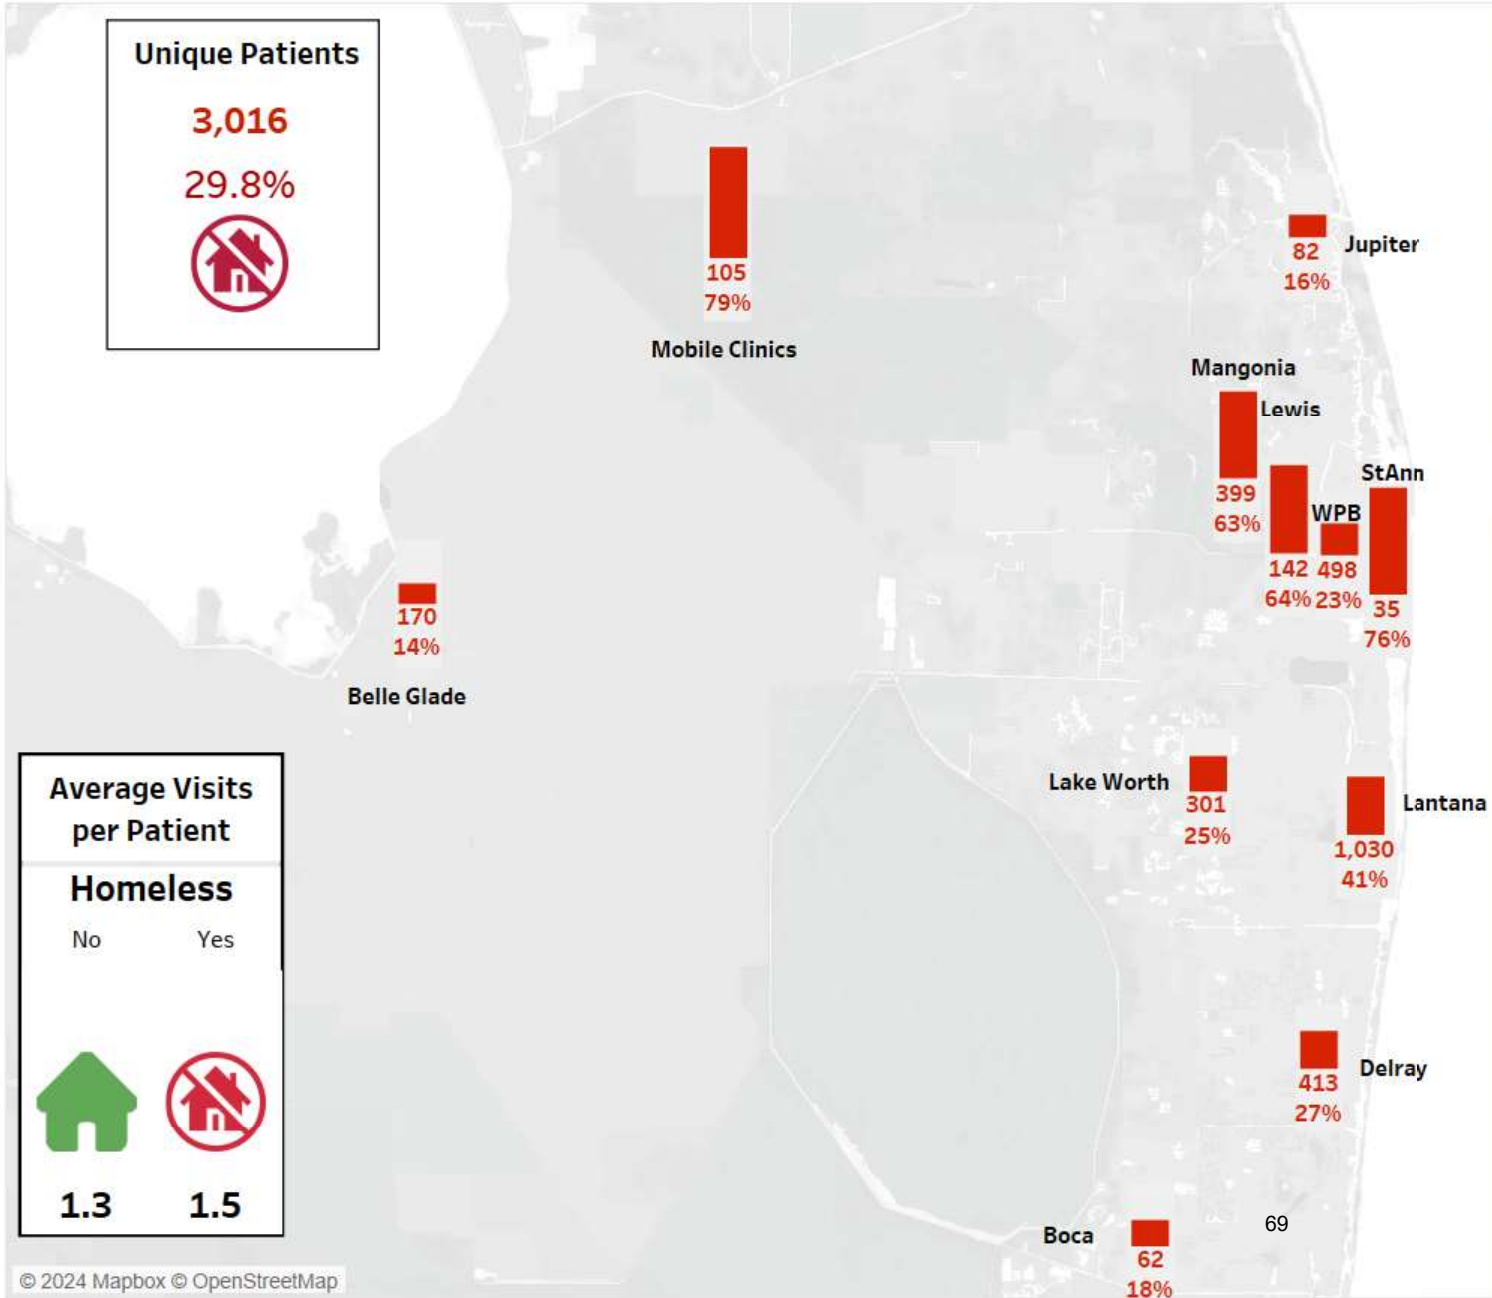 Unique Patients
3,016
29.8%
105
79%
Mobile Clinics
82
16%
Jupiter
Mangonia
Lewis
399
63%
StAnn
WPB
142
64%
498
23%
35
76%
170
14%
Belle Glade
Lake Worth
301
25%
Lantana
1,030
41%
Average Visits
per Patient
Homeless
No Yes
1.3 1.5
413
27%
Delray
Boca
62
18%
69
© 2024 Mapbox © OpenStreetMap